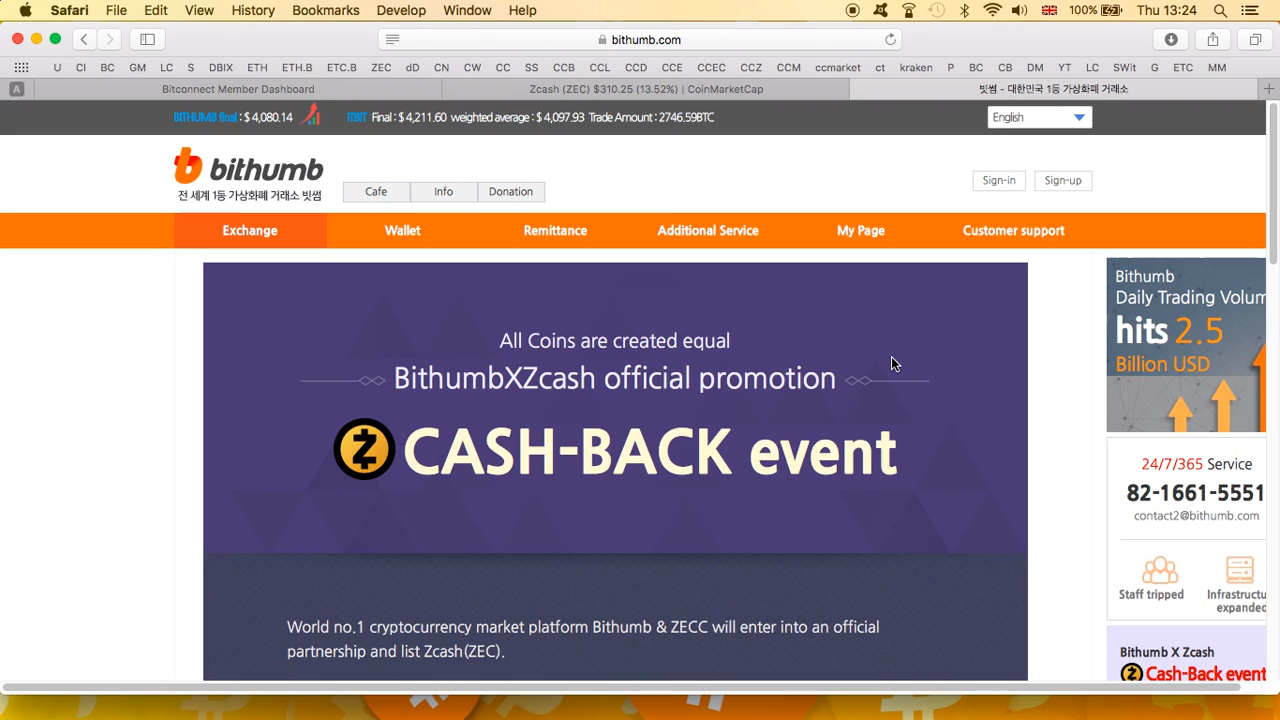 Safari File Edit View History Bookmarks Develop Window Help 100% Thu 13:24
bithumb.com
U CI BC GM LC S DBIX ETH ETH.B ETC.B ZEC dD CN CW CC SS CCB CCL CCD CCE CCEC CCZ CCM ccmarket ct kraken P BC CB DM YT LC SWit G ETC MM
A Bitconnect Member Dashboard Zcash (ZEC) $310.25 (13.52%) | CoinMarketCap 빗썸 - 대한민국 1등 가상화폐 거래소
BITHUMB final : $ 4,080.14 ITBIT Final : $ 4,211.60 weighted average : $ 4,097.93 Trade Amount : 2746.59BTC English
bithumb
전 세계 1등 가상화폐 거래소 빗썸
Cafe Info Donation Sign-in Sign-up
Exchange Wallet Remittance Additional Service My Page Customer support
All Coins are created equal
BithumbXZcash official promotion
CASH-BACK event
World no.1 cryptocurrency market platform Bithumb & ZECC will enter into an official
partnership and list Zcash(ZEC).
Bithumb
Daily Trading Volum
hits 2.5
Billion USD
24/7/365 Service
82-1661-5551
contact2@bithumb.com
Staff tripped Infrastructu
expanded
Bithumb X Zcash
Cash-Back event